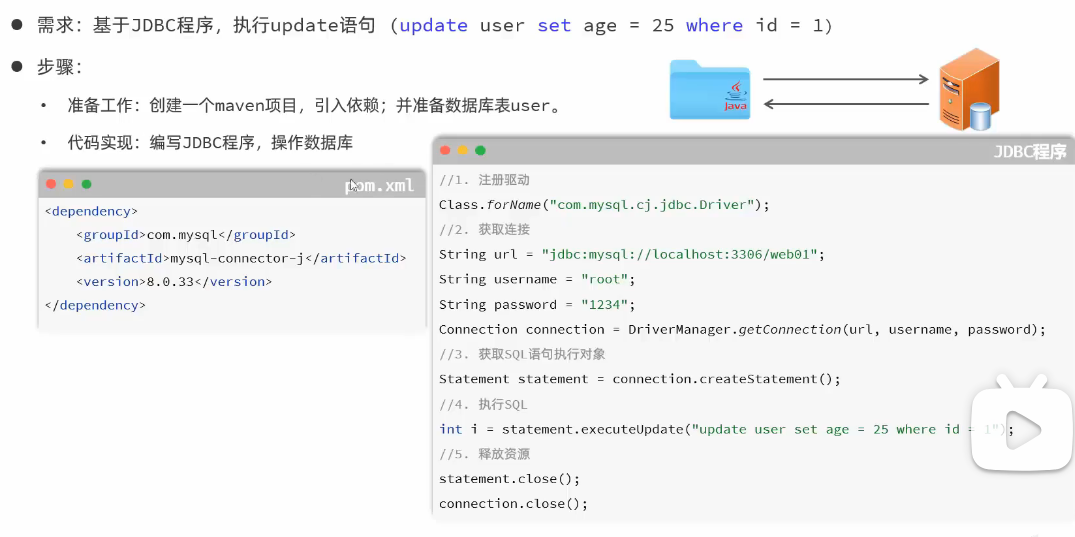 需求：基于JDBC程序，执行update语句（update user set age = 25 where id = 1）
步骤：
准备工作：创建一个maven项目，引入依赖；并准备数据库表user。
代码实现：编写JDBC程序，操作数据库
Java
pom.xml
<dependency>
    <groupId>com.mysql</groupId>
    <artifactId>mysql-connector-j</artifactId>
    <version>8.0.33</version>
</dependency>
JDBC程序
//1. 注册驱动
Class.forName("com.mysql.cj.jdbc.Driver");
//2. 获取连接
String url = "jdbc:mysql://localhost:3306/web01";
String username = "root";
String password = "1234";
Connection connection = DriverManager.getConnection(url, username, password);
//3. 获取SQL语句执行对象
Statement statement = connection.createStatement();
//4. 执行SQL
int i = statement.executeUpdate("update user set age = 25 where id = 1");
//5. 释放资源
statement.close();
connection.close();